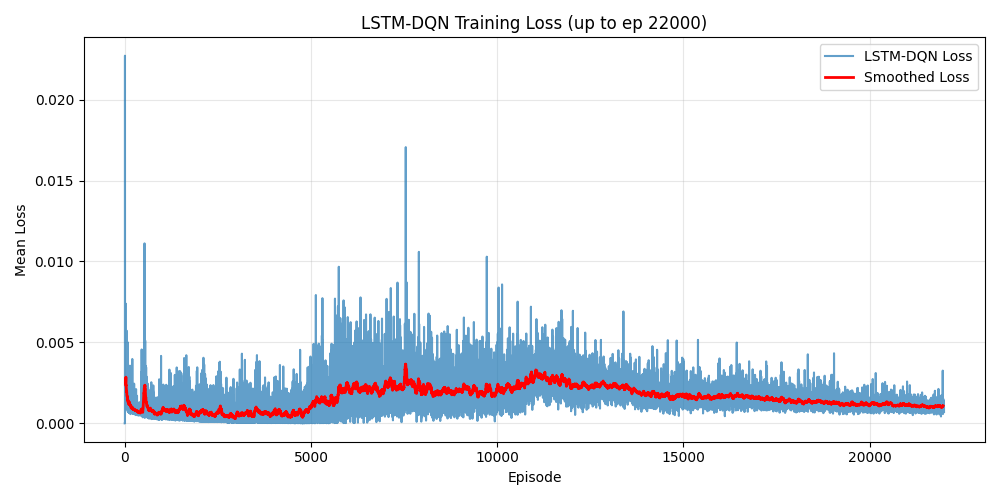 LSTM-DQN Training Loss (up to ep 22000)
LSTM-DQN Loss
Smoothed Loss
0.020
0.015
0.010
0.005
0.000
Mean Loss
0 5000 10000 15000 20000
Episode